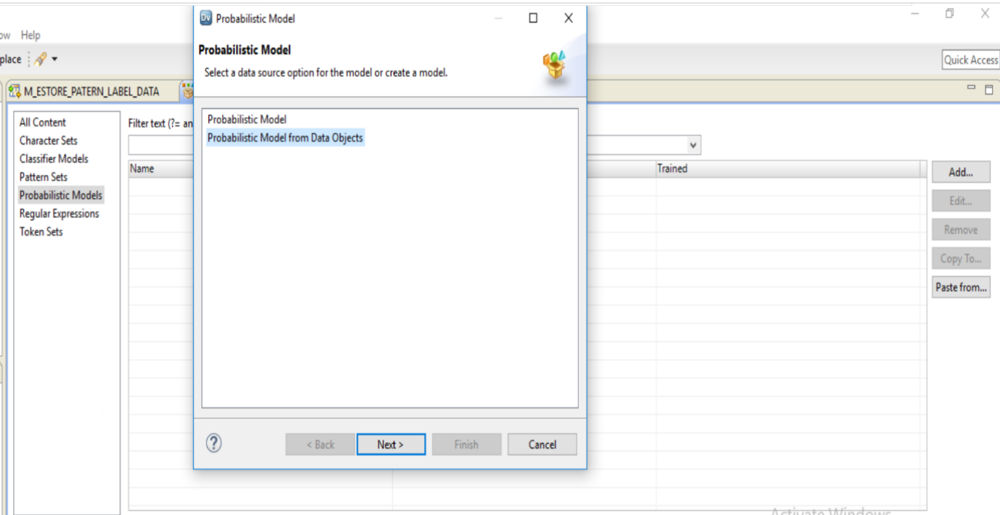 Probabilistic Model
ow Help
Probabilistic Model
place
Select a data source option for the model or create a model.
Quick Access
M_ESTORE_PATERN_LABEL_DATA
All Content
Character Sets
Classifier Models
Pattern Sets
Probabilistic Models
Regular Expressions
Token Sets
Filter text (?= an
Name
Trained
Probabilistic Model
Probabilistic Model from Data Objects
Add...
Edit...
Remove
Copy To...
Paste from...
< Back
Next >
Finish
Cancel
Activate Windows